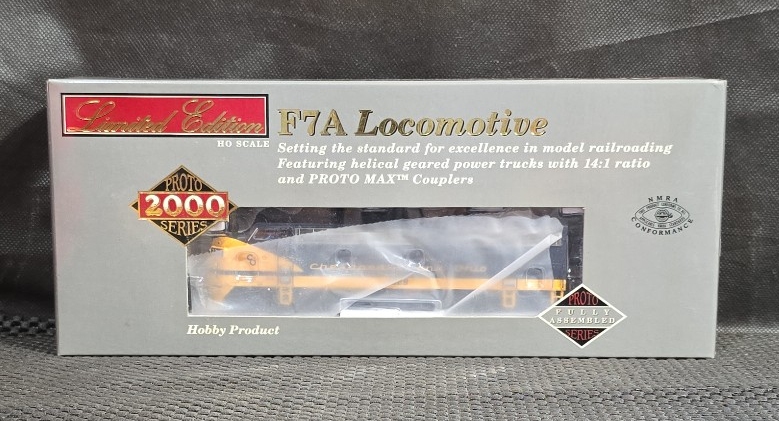 Limited Edition
HO SCALE
F7A Locomotive
Setting the standard for excellence in model railroading
Featuring helical geared power trucks with 14:1 ratio
and PROTO MAX™ Couplers
PROTO
2000
SERIES
NMRA
CONFORMANCE
PROTO
FULLY
ASSEMBLED
SERIES
Hobby Product